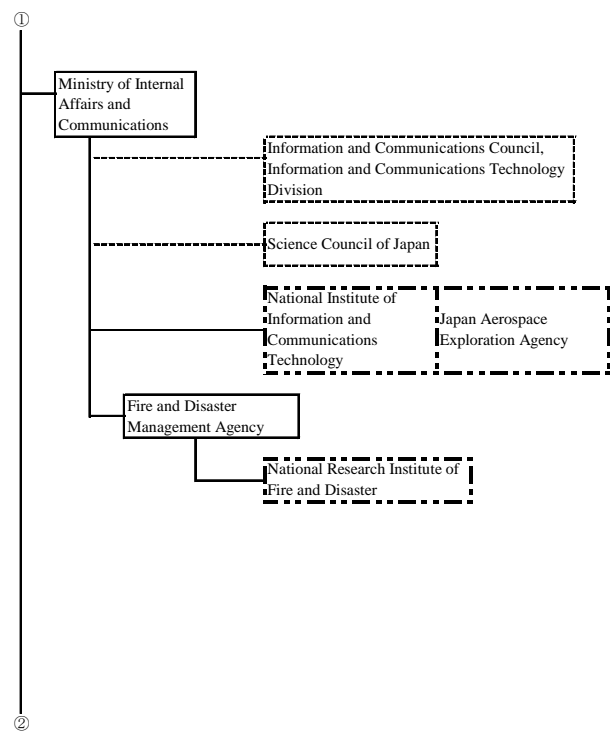 ①
Ministry of Internal
Affairs and
Communications
Information and Communications Council,
Information and Communications Technology
Division
Science Council of Japan
National Institute of
Information and
Communications
Technology
Japan Aerospace
Exploration Agency
Fire and Disaster
Management Agency
National Research Institute of
Fire and Disaster
②